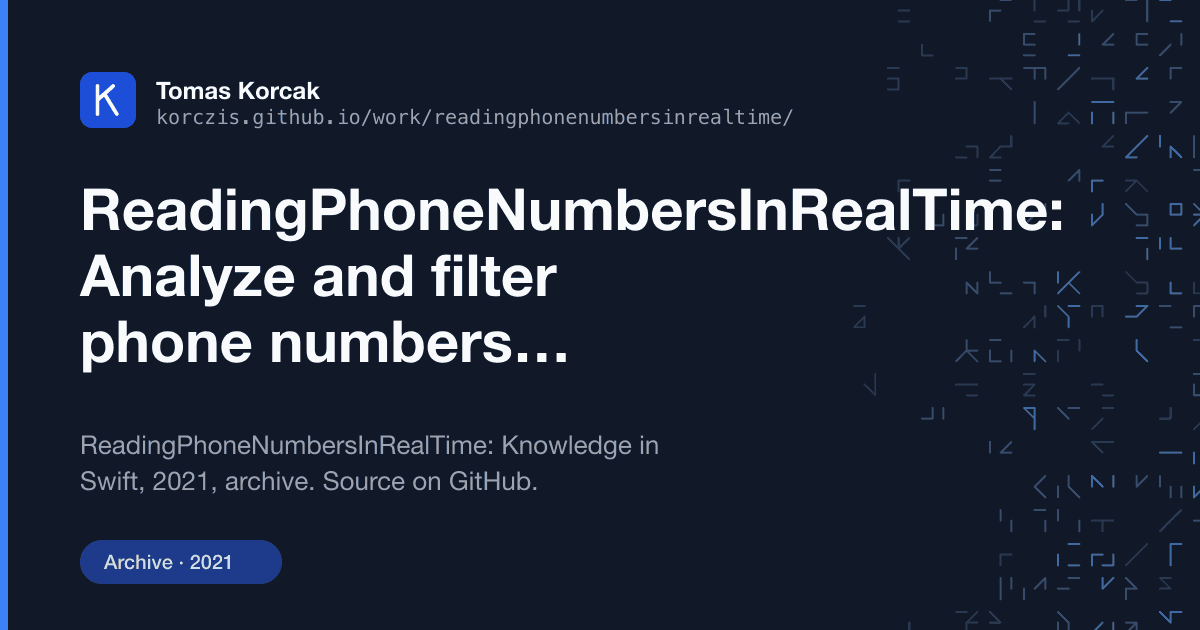 Tomas Korcak
korczis.github.io/work/readingphonenumbersinrealtime/
ReadingPhoneNumbersInRealTime:
Analyze and filter
phone numbers…
ReadingPhoneNumbersInRealTime: Knowledge in
Swift, 2021, archive. Source on GitHub.
Archive · 2021